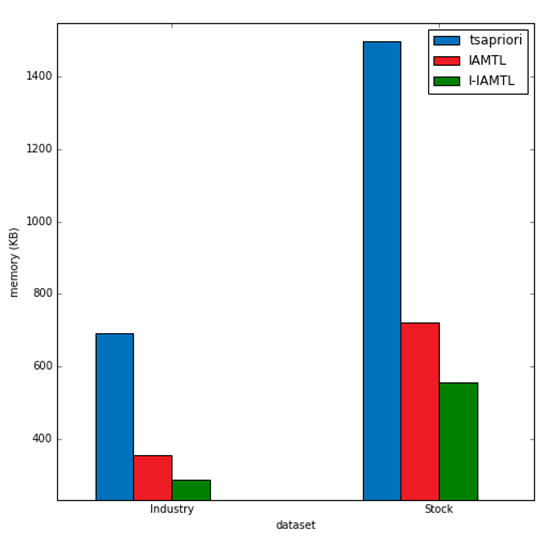 tsapriori
IAMTL
I-IAMTL
1400
1200
1000
800
600
400
memory (KB)
Industry
Stock
dataset